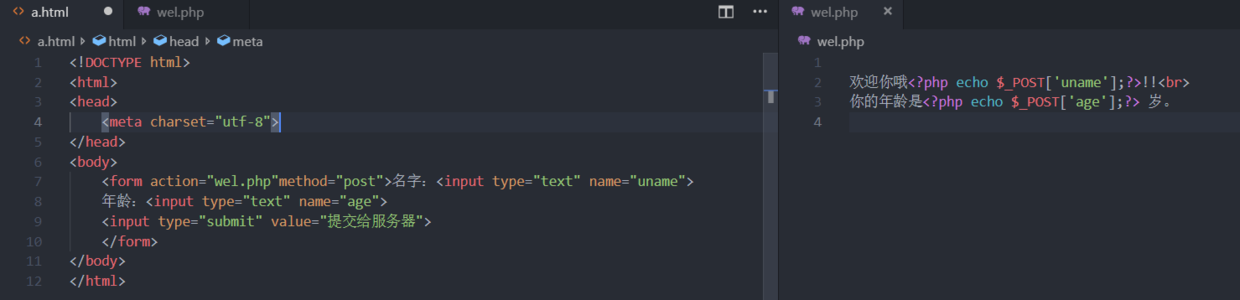 a.html
wel.php
a.html html head meta
1 <!DOCTYPE html>
2 <html>
3 <head>
4 <meta charset="utf-8">
5 </head>
6 <body>
7 <form action="wel.php"method="post">名字：<input type="text" name="uname">
8 年龄：<input type="text" name="age">
9 <input type="submit" value="提交给服务器">
10 </form>
11 </body>
12 </html>
wel.php
wel.php
1
2 欢迎你哦<?php echo $_POST['uname'];?>!!<br>
3 你的年龄是<?php echo $_POST['age'];?> 岁。
4